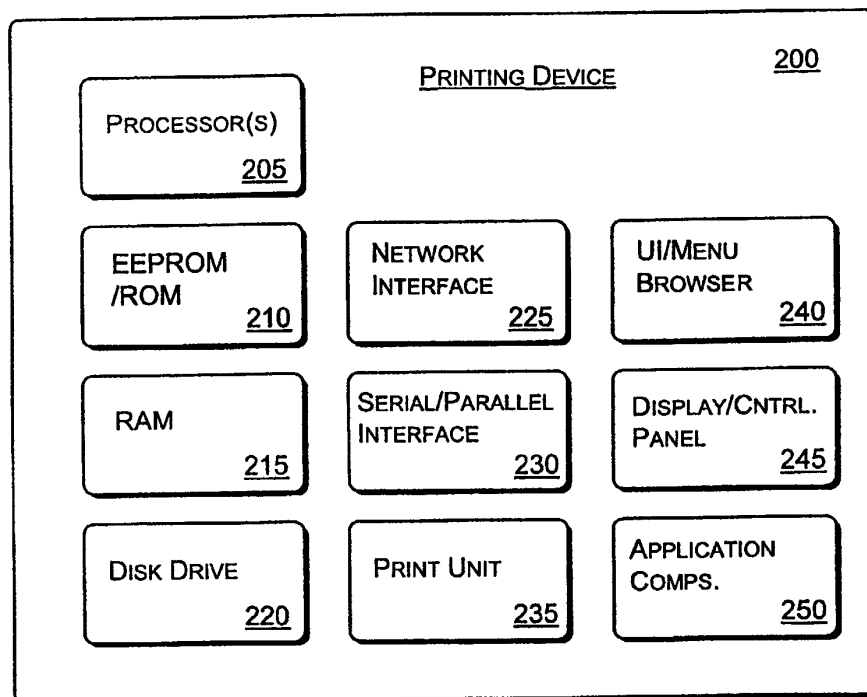 PRINTING DEVICE
200
PROCESSOR(S)
205
EEPROM
/ROM
210
NETWORK
INTERFACE
225
UI/MENU
BROWSER
240
RAM
215
SERIAL/PARALLEL
INTERFACE
230
DISPLAY/CNTRL.
PANEL
245
DISK DRIVE
220
PRINT UNIT
235
APPLICATION
COMPS.
250